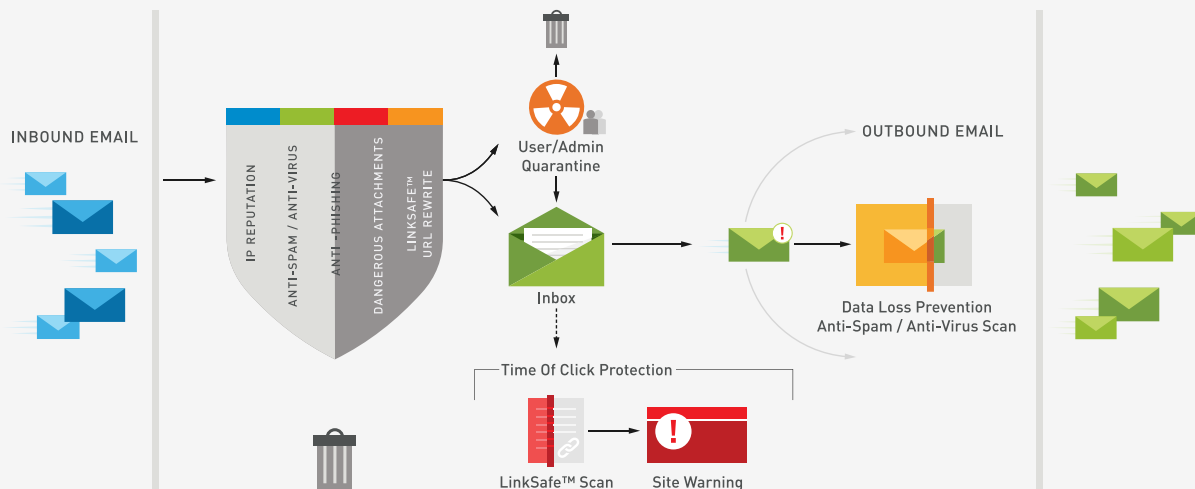 INBOUND EMAIL
IP REPUTATION
ANTI-SPAM / ANTI-VIRUS
ANTI -PHISHING
DANGEROUS ATTACHMENTS
LINKSAFE™
URL REWRITE
User/Admin
Quarantine
Inbox
OUTBOUND EMAIL
!
Data Loss Prevention
Anti-Spam / Anti-Virus Scan
Time Of Click Protection
!
LinkSafe™ Scan
Site Warning